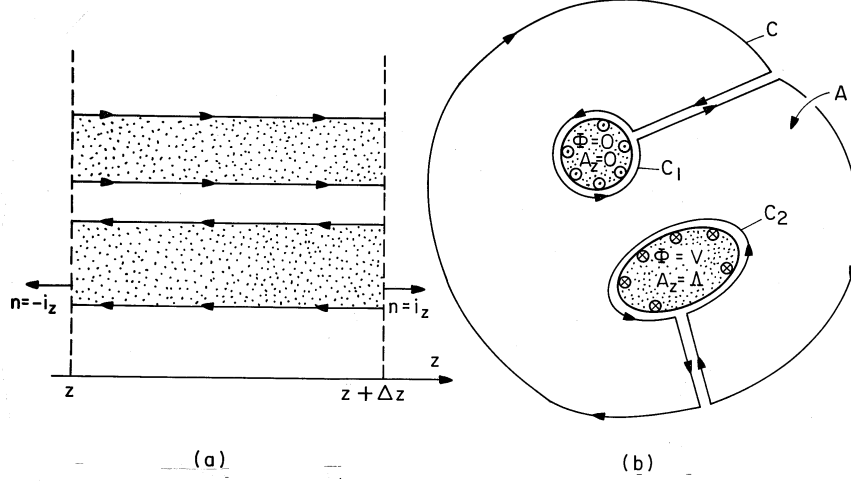 n=-i_z
n=i_z
z
z
z + Δz
(a)
C
A
Φ=0
A_z=0
C_1
C_2
Φ = V
A_z = Λ
(b)